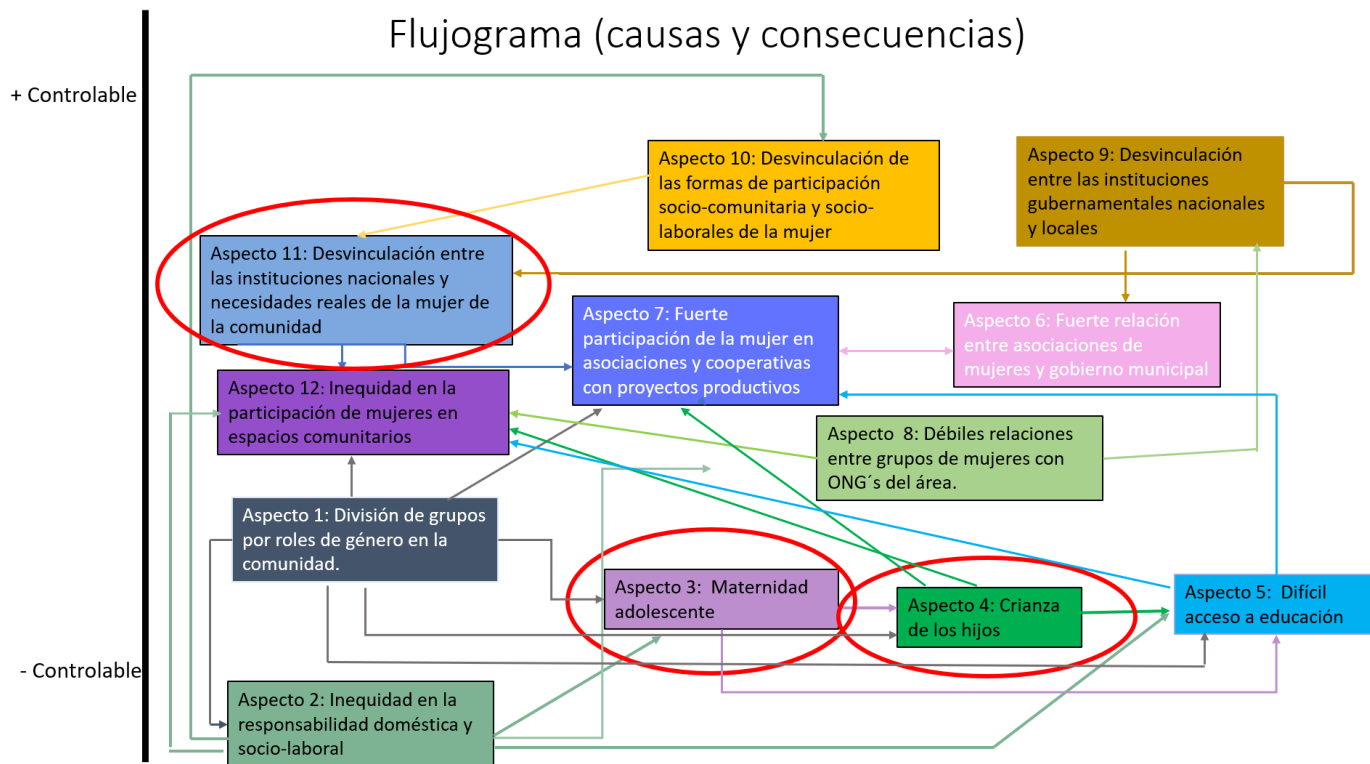 Flujograma (causas y consecuencias)
+ Controlable
Aspecto 10: Desvinculación de
las formas de participación
socio-comunitaria y socio-
laborales de la mujer
Aspecto 9: Desvinculación
entre las instituciones
gubernamentales nacionales
y locales
Aspecto 11: Desvinculación entre
las instituciones nacionales y
necesidades reales de la mujer de
la comunidad
Aspecto 7: Fuerte
participación de la mujer en
asociaciones y cooperativas
con proyectos productivos
Aspecto 6: Fuerte relación
entre asociaciones de
mujeres y gobierno municipal
Aspecto 12: Inequidad en la
participación de mujeres en
espacios comunitarios
Aspecto 8: Débiles relaciones
entre grupos de mujeres con
ONG´s del área.
Aspecto 1: División de grupos
por roles de género en la
comunidad.
Aspecto 3: Maternidad
adolescente
Aspecto 4: Crianza
de los hijos
Aspecto 5: Difícil
acceso a educación
- Controlable
Aspecto 2: Inequidad en la
responsabilidad doméstica y
socio-laboral